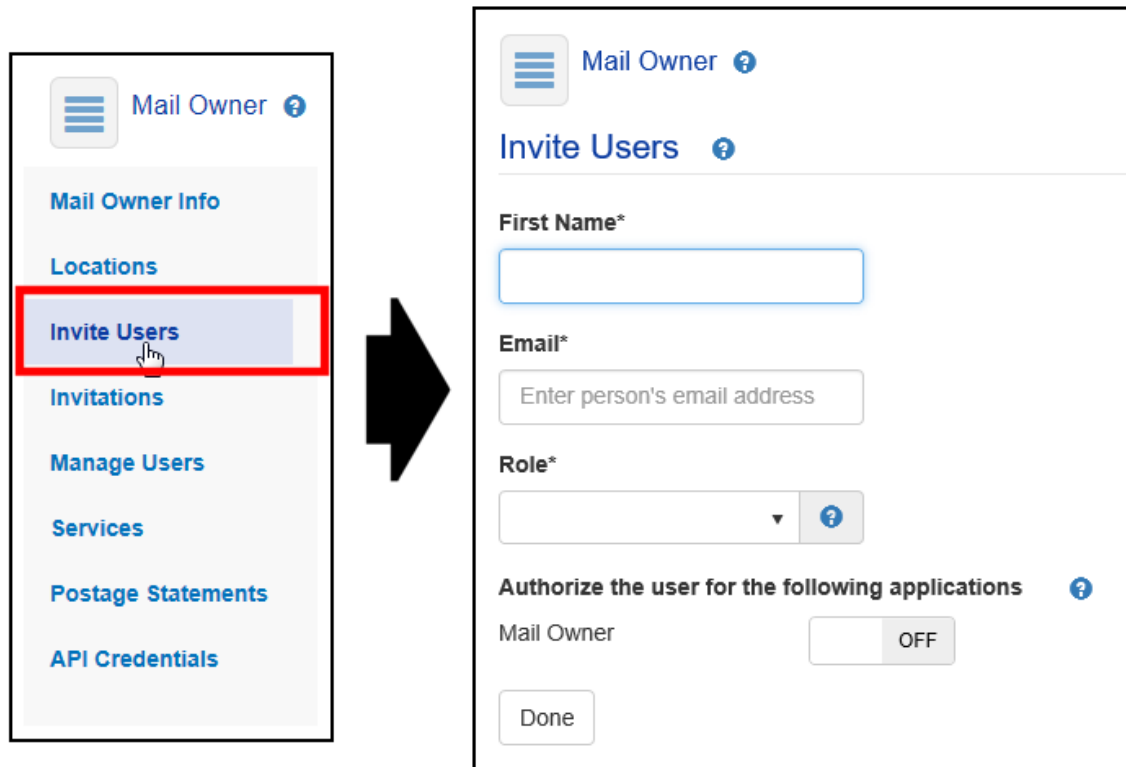 Mail Owner ?
Mail Owner Info
Locations
Invite Users
Invitations
Manage Users
Services
Postage Statements
API Credentials
Mail Owner ?
Invite Users ?
First Name*
Email*
Enter person's email address
Role*
?
Authorize the user for the following applications ?
Mail Owner OFF
Done